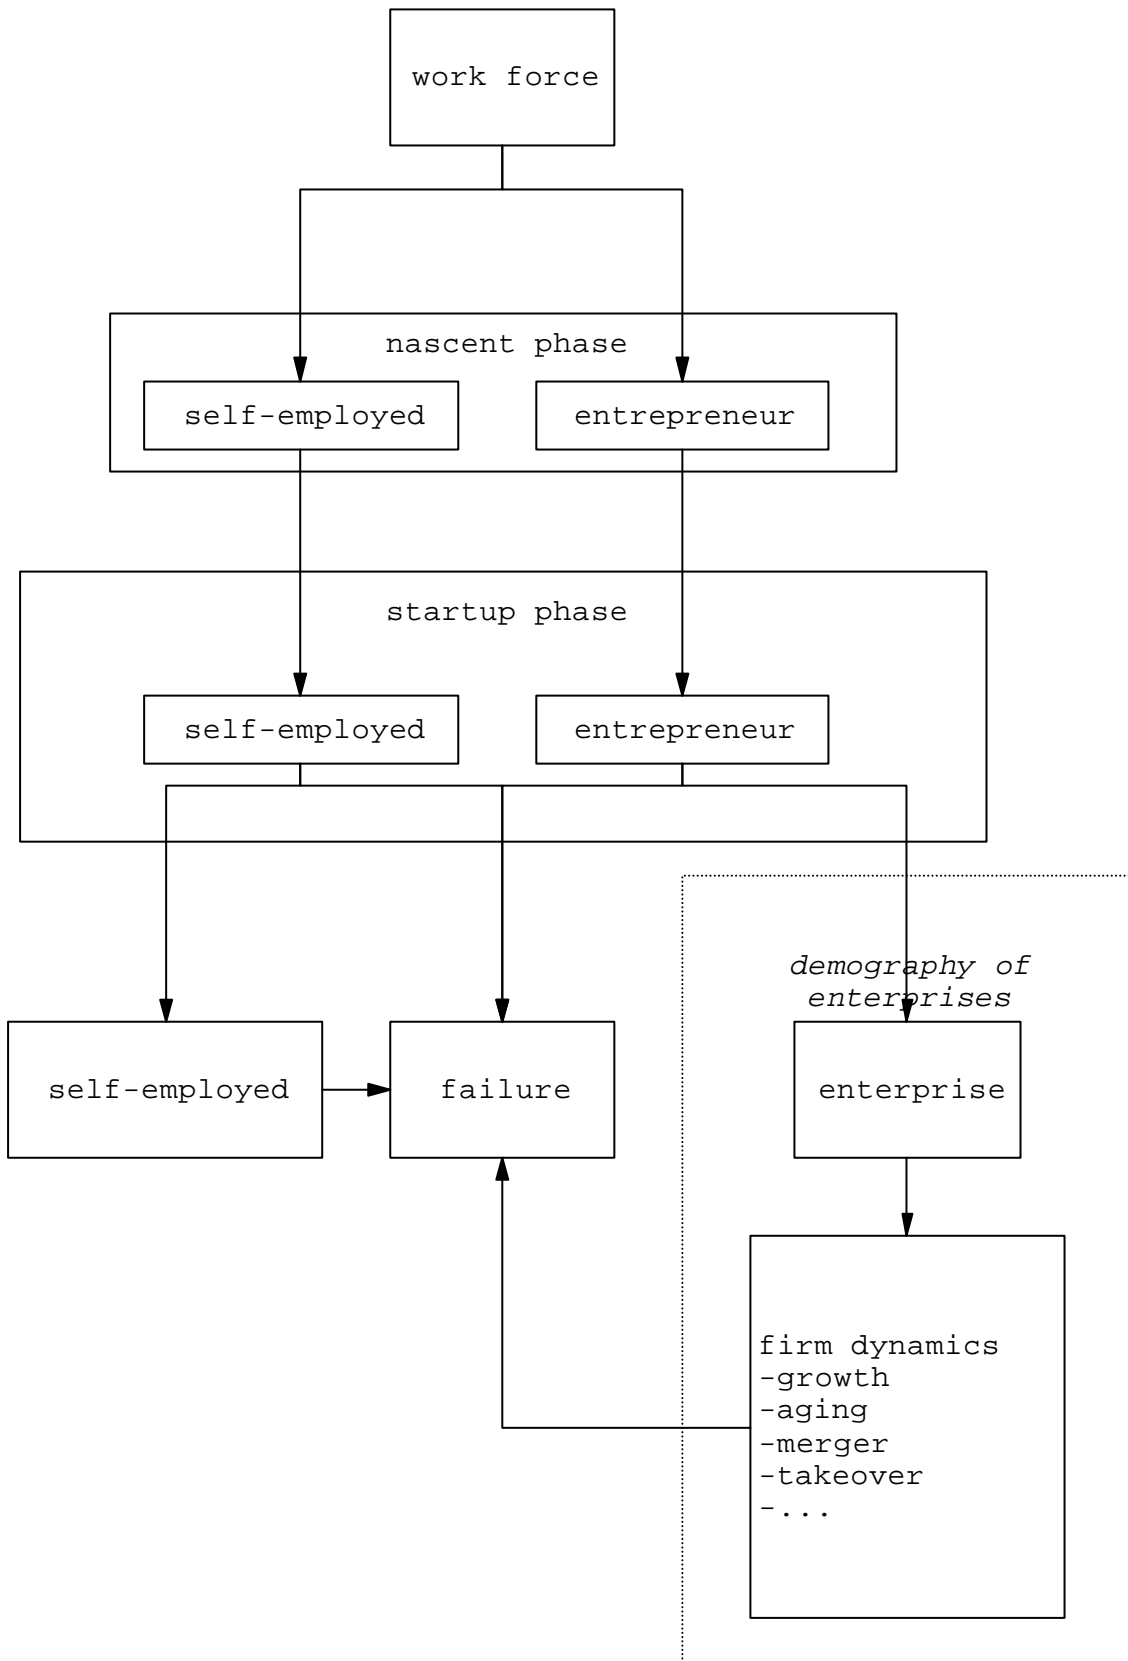 work force
nascent phase
self-employed
entrepreneur
startup phase
self-employed
entrepreneur
demography of
enterprises
self-employed
failure
enterprise
firm dynamics
-growth
-aging
-merger
-takeover
-...